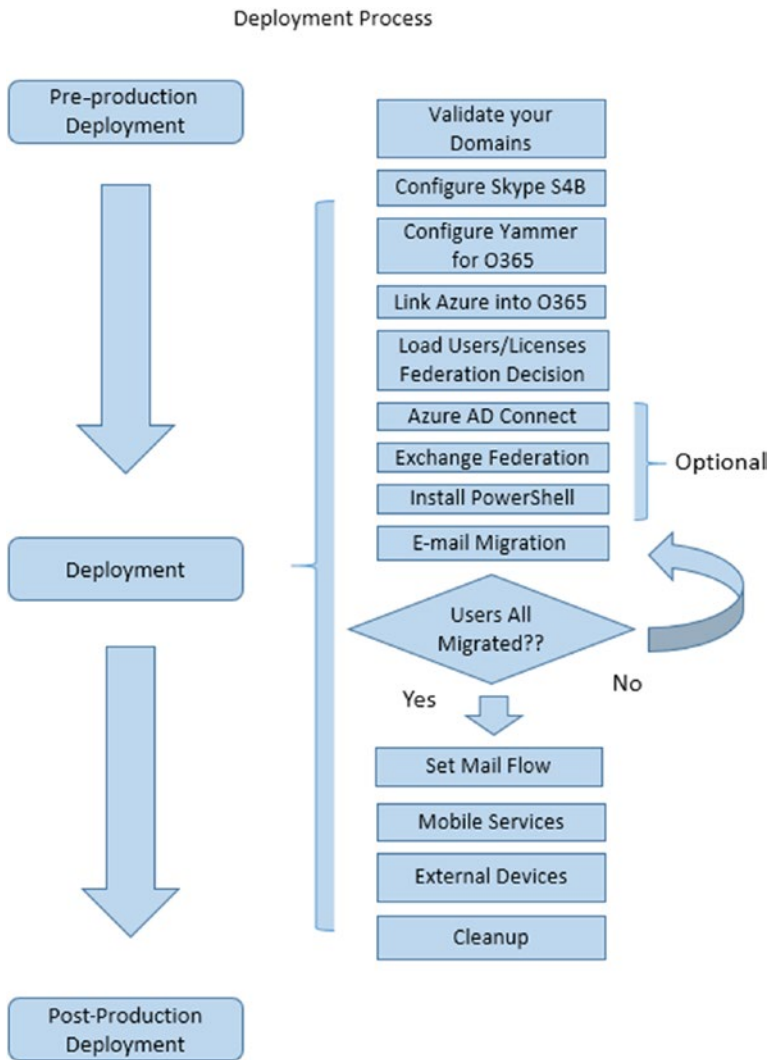 Deployment Process
Pre-production
Deployment
Deployment
Post-Production
Deployment
Validate your
Domains
Configure Skype S4B
Configure Yammer
for O365
Link Azure into O365
Load Users/Licenses
Federation Decision
Azure AD Connect
Exchange Federation
Install PowerShell
Optional
E-mail Migration
Users All
Migrated??
No
Yes
Set Mail Flow
Mobile Services
External Devices
Cleanup